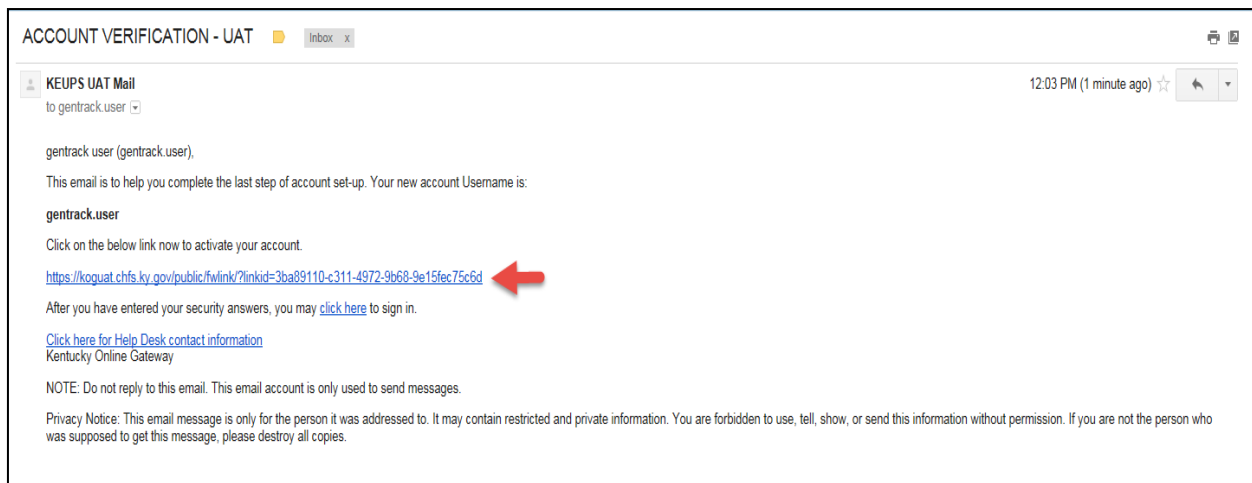 ACCOUNT VERIFICATION - UAT Inbox x
KEUPS UAT Mail 12:03 PM (1 minute ago)
to gentrack.user
gentrack user (gentrack.user),
This email is to help you complete the last step of account set-up. Your new account Username is:
gentrack.user
Click on the below link now to activate your account.
https://koguat.chfs.ky.gov/public/fwlink/?linkid=3ba89110-c311-4972-9b68-9e15fec75c6d
After you have entered your security answers, you may click here to sign in.
Click here for Help Desk contact information
Kentucky Online Gateway
NOTE: Do not reply to this email. This email account is only used to send messages.
Privacy Notice: This email message is only for the person it was addressed to. It may contain restricted and private information. You are forbidden to use, tell, show, or send this information without permission. If you are not the person who
was supposed to get this message, please destroy all copies.